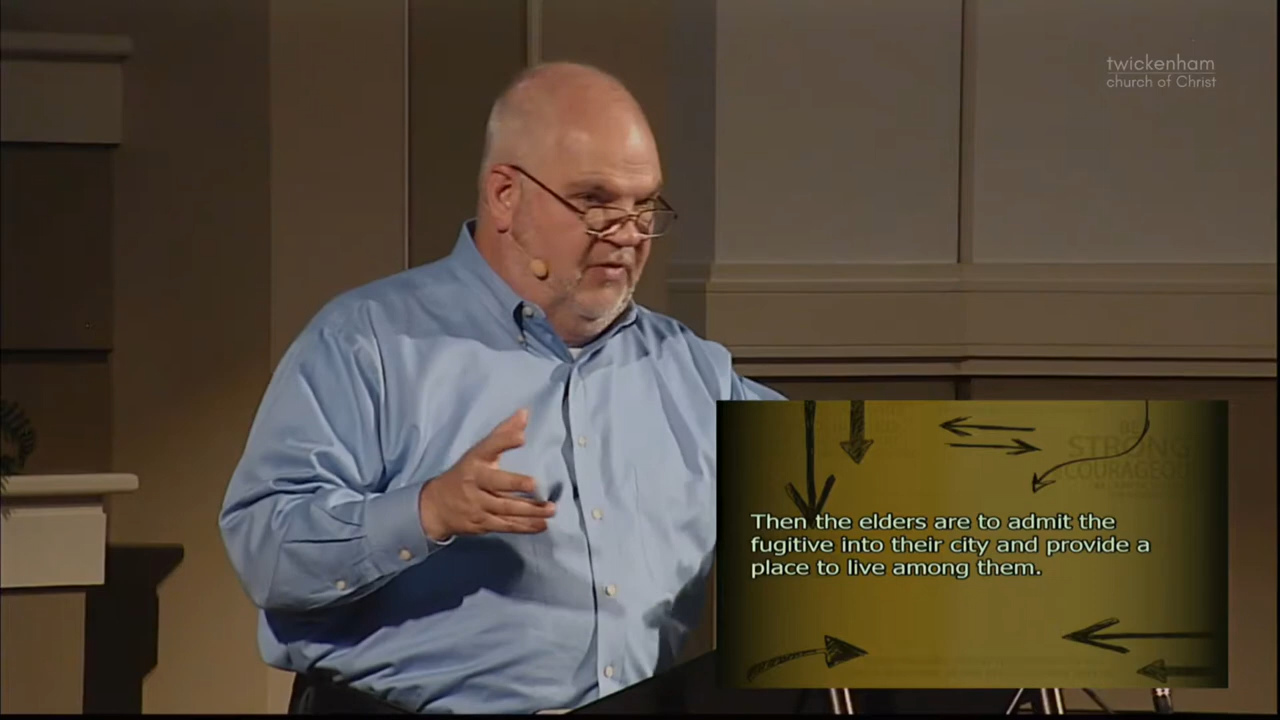 twickenham
church of Christ
STRONG
Then the elders are to admit the
fugitive into their city and provide a
place to live among them.